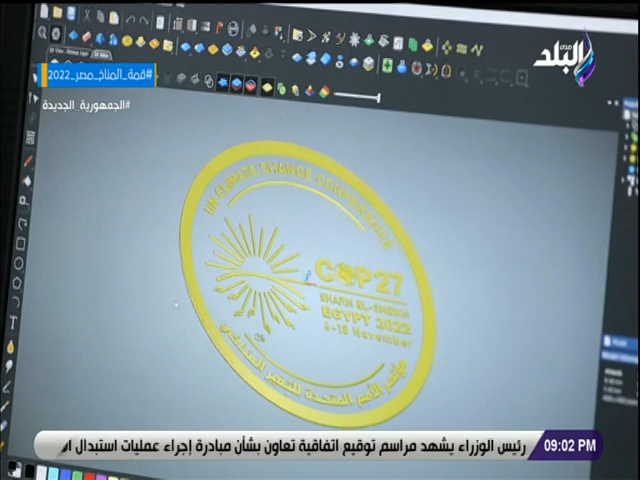 صدى
البلد
#قمة_المناخ_مصر_2022
#الجمهورية_الجديدة
UN CLIMATE CHANGE CONFERENCE
COP27
SHARM EL-SHEIKH
EGYPT 2022
6-18 November
مؤتمر الأمم المتحدة للتغير المناخي
رئيس الوزراء يشهد مراسم توقيع اتفاقية تعاون بشأن مبادرة إجراء عمليات استبدال
09:02 PM